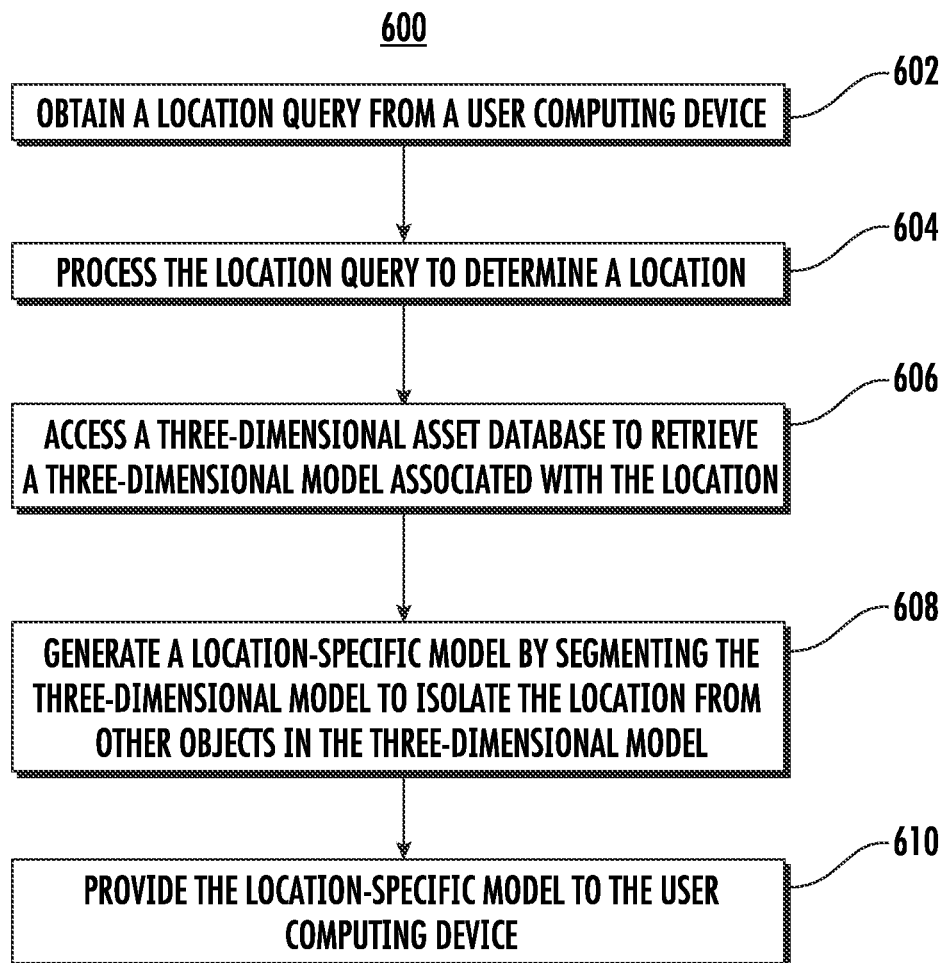 600
602
OBTAIN A LOCATION QUERY FROM A USER COMPUTING DEVICE
604
PROCESS THE LOCATION QUERY TO DETERMINE A LOCATION
606
ACCESS A THREE-DIMENSIONAL ASSET DATABASE TO RETRIEVE
A THREE-DIMENSIONAL MODEL ASSOCIATED WITH THE LOCATION
608
GENERATE A LOCATION-SPECIFIC MODEL BY SEGMENTING THE
THREE-DIMENSIONAL MODEL TO ISOLATE THE LOCATION FROM
OTHER OBJECTS IN THE THREE-DIMENSIONAL MODEL
610
PROVIDE THE LOCATION-SPECIFIC MODEL TO THE USER
COMPUTING DEVICE